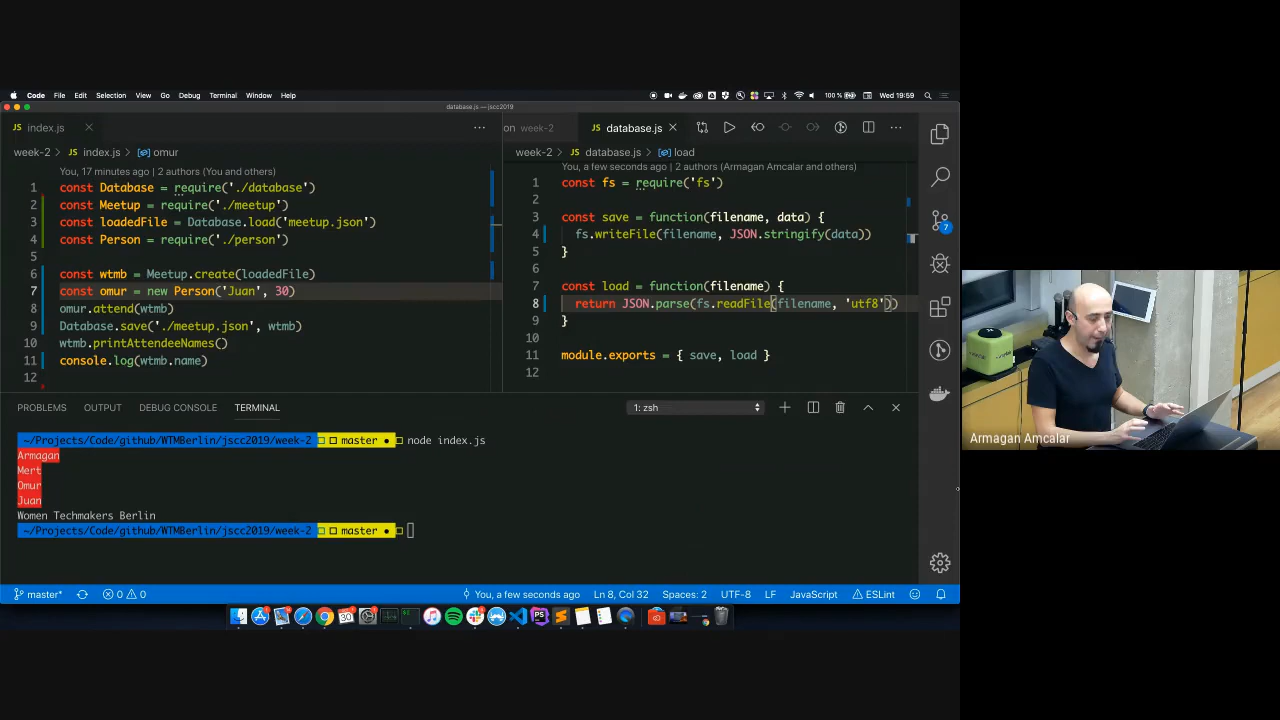 Code File Edit Selection View Go Debug Terminal Window Help
100 % Wed 19:59
database.js — jscc2019
JS index.js
on week-2
JS database.js
week-2 > JS index.js > omur
week-2 > JS database.js > load
You, 17 minutes ago | 2 authors (You and others)
1 const Database = require('./database')
2 const Meetup = require('./meetup')
3 const loadedFile = Database.load('meetup.json')
4 const Person = require('./person')
5
6 const wtmb = Meetup.create(loadedFile)
7 const omur = new Person('Juan', 30)
8 omur.attend(wtmb)
9 Database.save('./meetup.json', wtmb)
10 wtmb.printAttendeeNames()
11 console.log(wtmb.name)
12
You, a few seconds ago | 2 authors (Armagan Amcalar and others)
1 const fs = require('fs')
2
3 const save = function(filename, data) {
4 fs.writeFile(filename, JSON.stringify(data))
5 }
6
7 const load = function(filename) {
8 return JSON.parse(fs.readFile(filename, 'utf8'))
9 }
10
11 module.exports = { save, load }
12
7
PROBLEMS OUTPUT DEBUG CONSOLE TERMINAL
1: zsh
~/Projects/Code/github/WTMBerlin/jscc2019/week-2 master ● node index.js
Armagan
Mert
Omur
Juan
Women Techmakers Berlin
~/Projects/Code/github/WTMBerlin/jscc2019/week-2 master ●
master* 0 0 You, a few seconds ago Ln 8, Col 32 Spaces: 2 UTF-8 LF JavaScript ESLint
30
PS
Armagan Amcalar